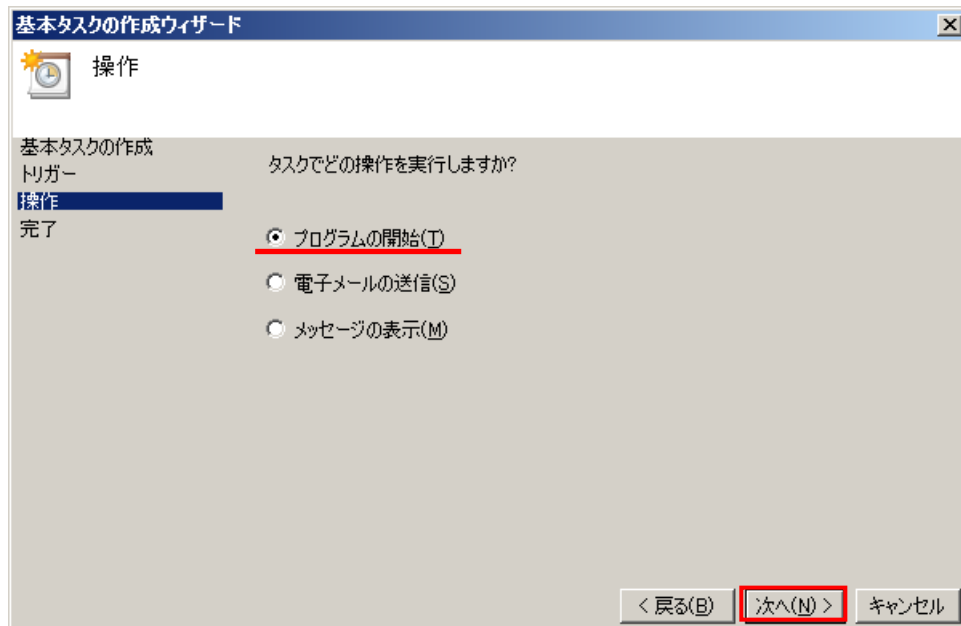 基本タスクの作成ウィザード
操作
基本タスクの作成
トリガー
操作
完了
タスクでどの操作を実行しますか?
プログラムの開始(T)
電子メールの送信(S)
メッセージの表示(M)
< 戻る(B) 次へ(N) > キャンセル